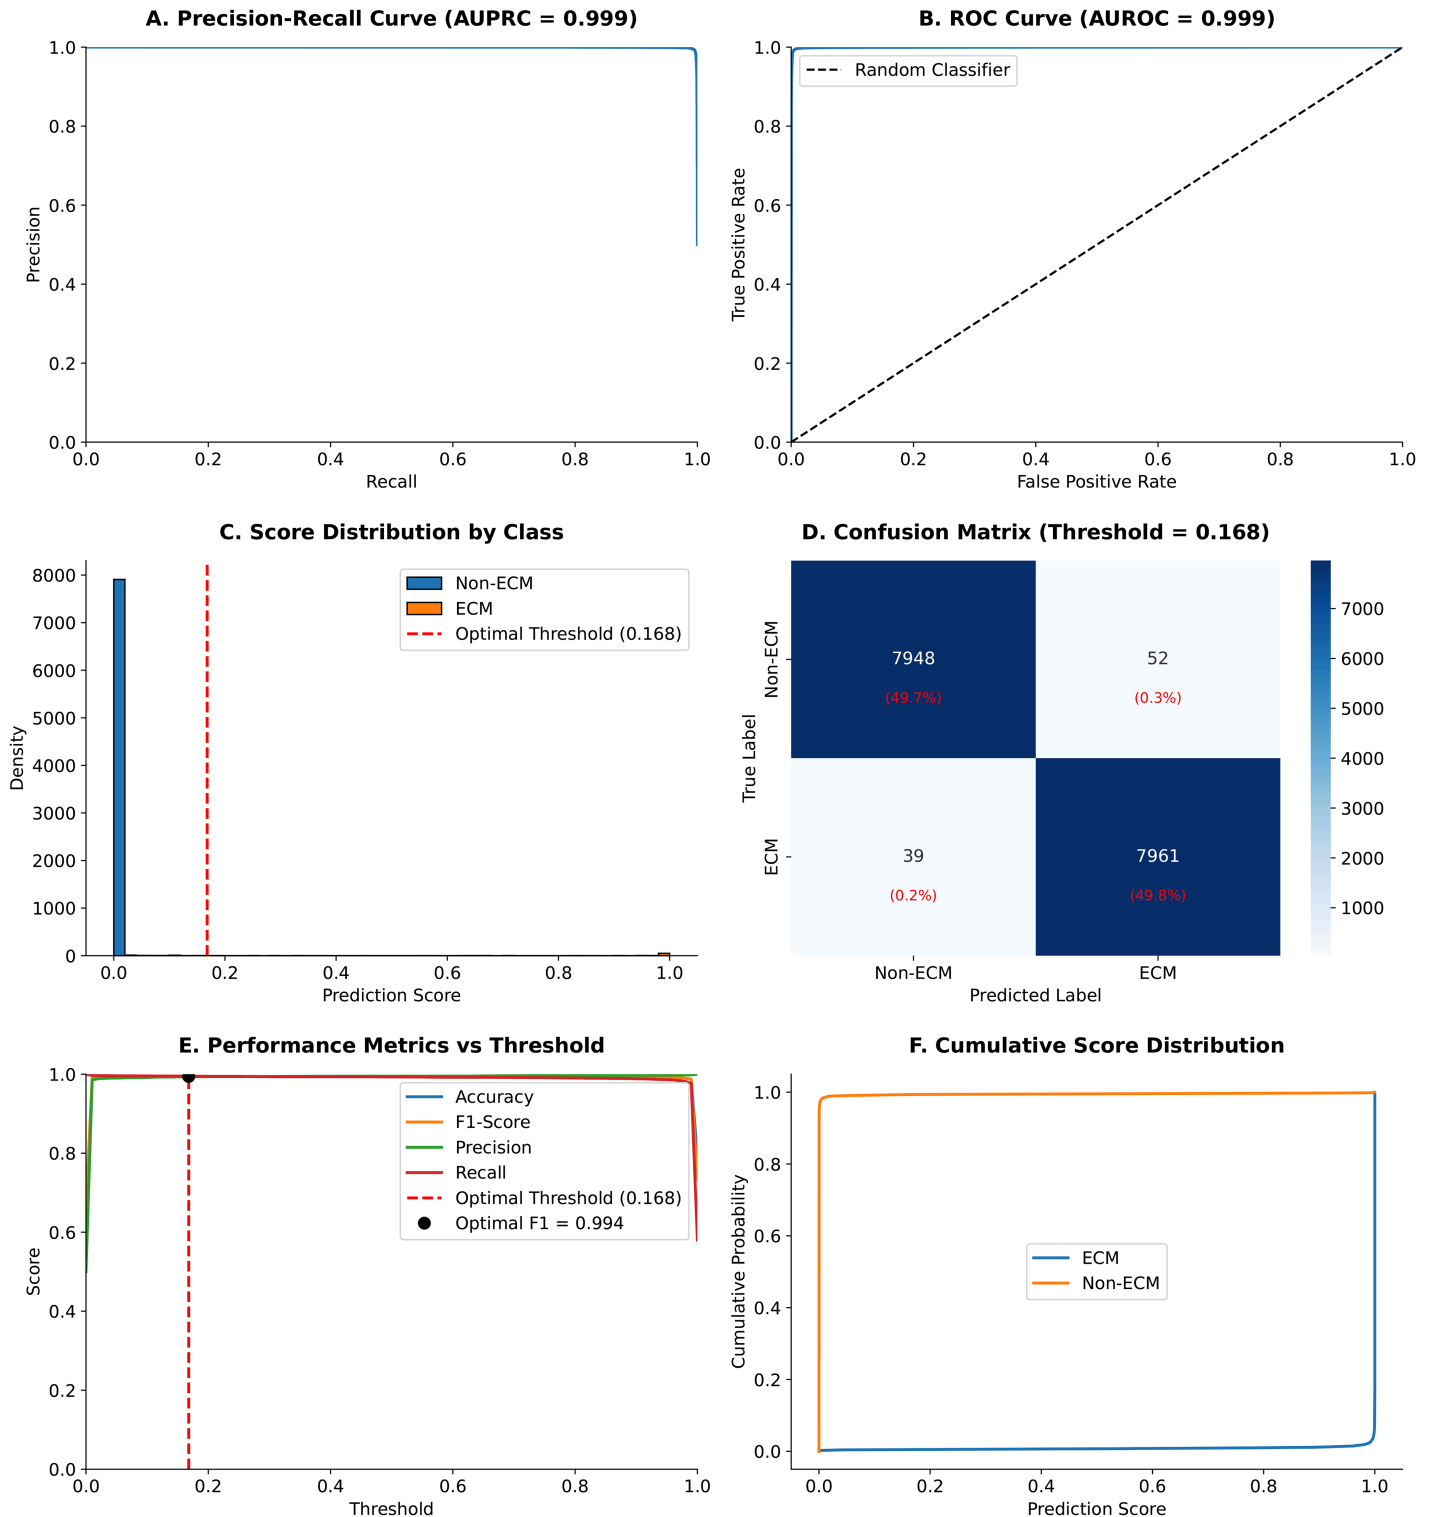 A. Precision-Recall Curve (AUPRC = 0.999)
1.0
0.8
0.6
0.4
0.2
0.0
Precision
0.0 0.2 0.4 0.6 0.8 1.0
Recall
B. ROC Curve (AUROC = 0.999)
1.0
0.8
0.6
0.4
0.2
0.0
True Positive Rate
Random Classifier
0.0 0.2 0.4 0.6 0.8 1.0
False Positive Rate
C. Score Distribution by Class
8000
7000
6000
5000
4000
3000
2000
1000
0
Density
Non-ECM
ECM
Optimal Threshold (0.168)
0.0 0.2 0.4 0.6 0.8 1.0
Prediction Score
D. Confusion Matrix (Threshold = 0.168)
True Label
Non-ECM
ECM
7948 52
(49.7%) (0.3%)
39 7961
(0.2%) (49.8%)
Non-ECM ECM
Predicted Label
7000
6000
5000
4000
3000
2000
1000
E. Performance Metrics vs Threshold
1.0
0.8
0.6
0.4
0.2
0.0
Score
Accuracy
F1-Score
Precision
Recall
Optimal Threshold (0.168)
Optimal F1 = 0.994
0.0 0.2 0.4 0.6 0.8 1.0
Threshold
F. Cumulative Score Distribution
1.0
0.8
0.6
0.4
0.2
0.0
Cumulative Probability
ECM
Non-ECM
0.0 0.2 0.4 0.6 0.8 1.0
Prediction Score